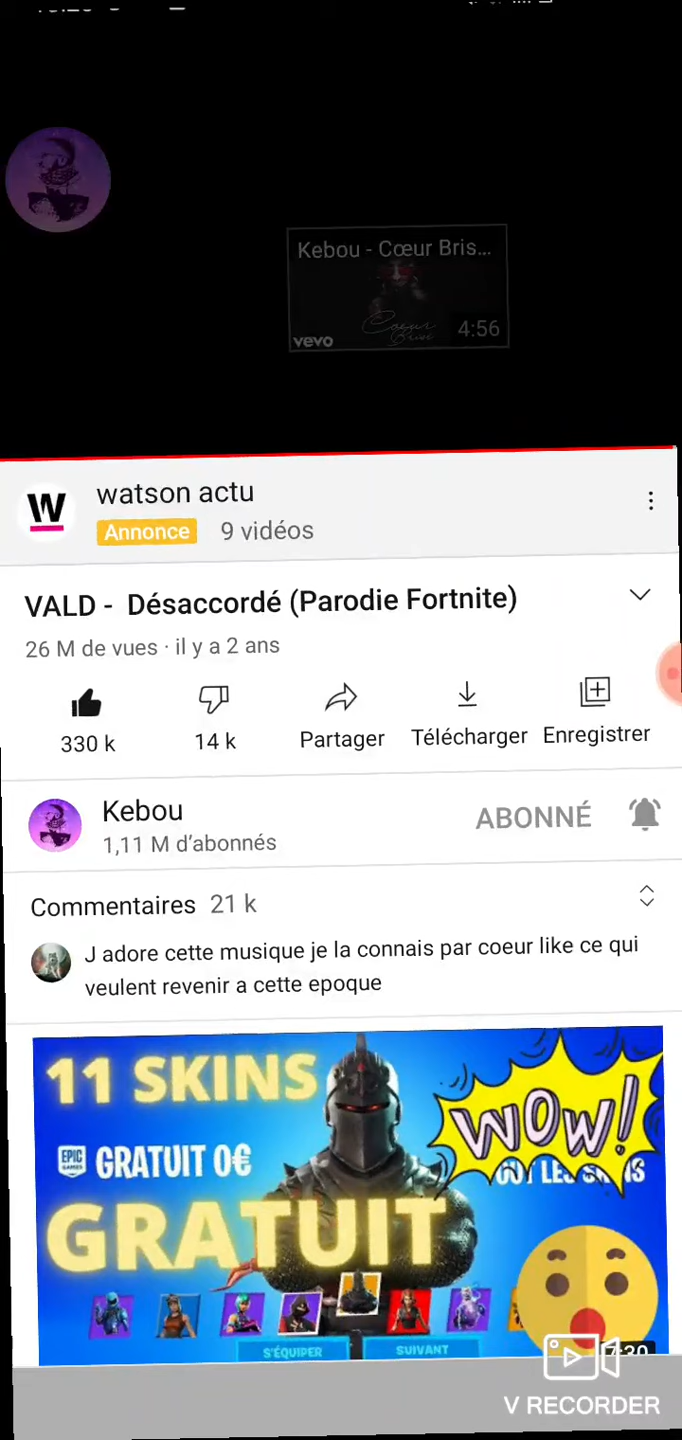 Kebou - Cœur Bris...
Coeur
Brisé
vevo
4:56
W
watson actu
Annonce 9 vidéos
VALD - Désaccordé (Parodie Fortnite)
26 M de vues · il y a 2 ans
330 k
14 k
Partager
Télécharger
Enregistrer
Kebou
1,11 M d'abonnés
ABONNÉ
Commentaires 21 k
J adore cette musique je la connais par coeur like ce qui
veulent revenir a cette epoque
11 SKINS
WOW!
EPIC
GAMES
GRATUIT 0€
GRATUIT
S'ÉQUIPER
SUIVANT
V RECORDER